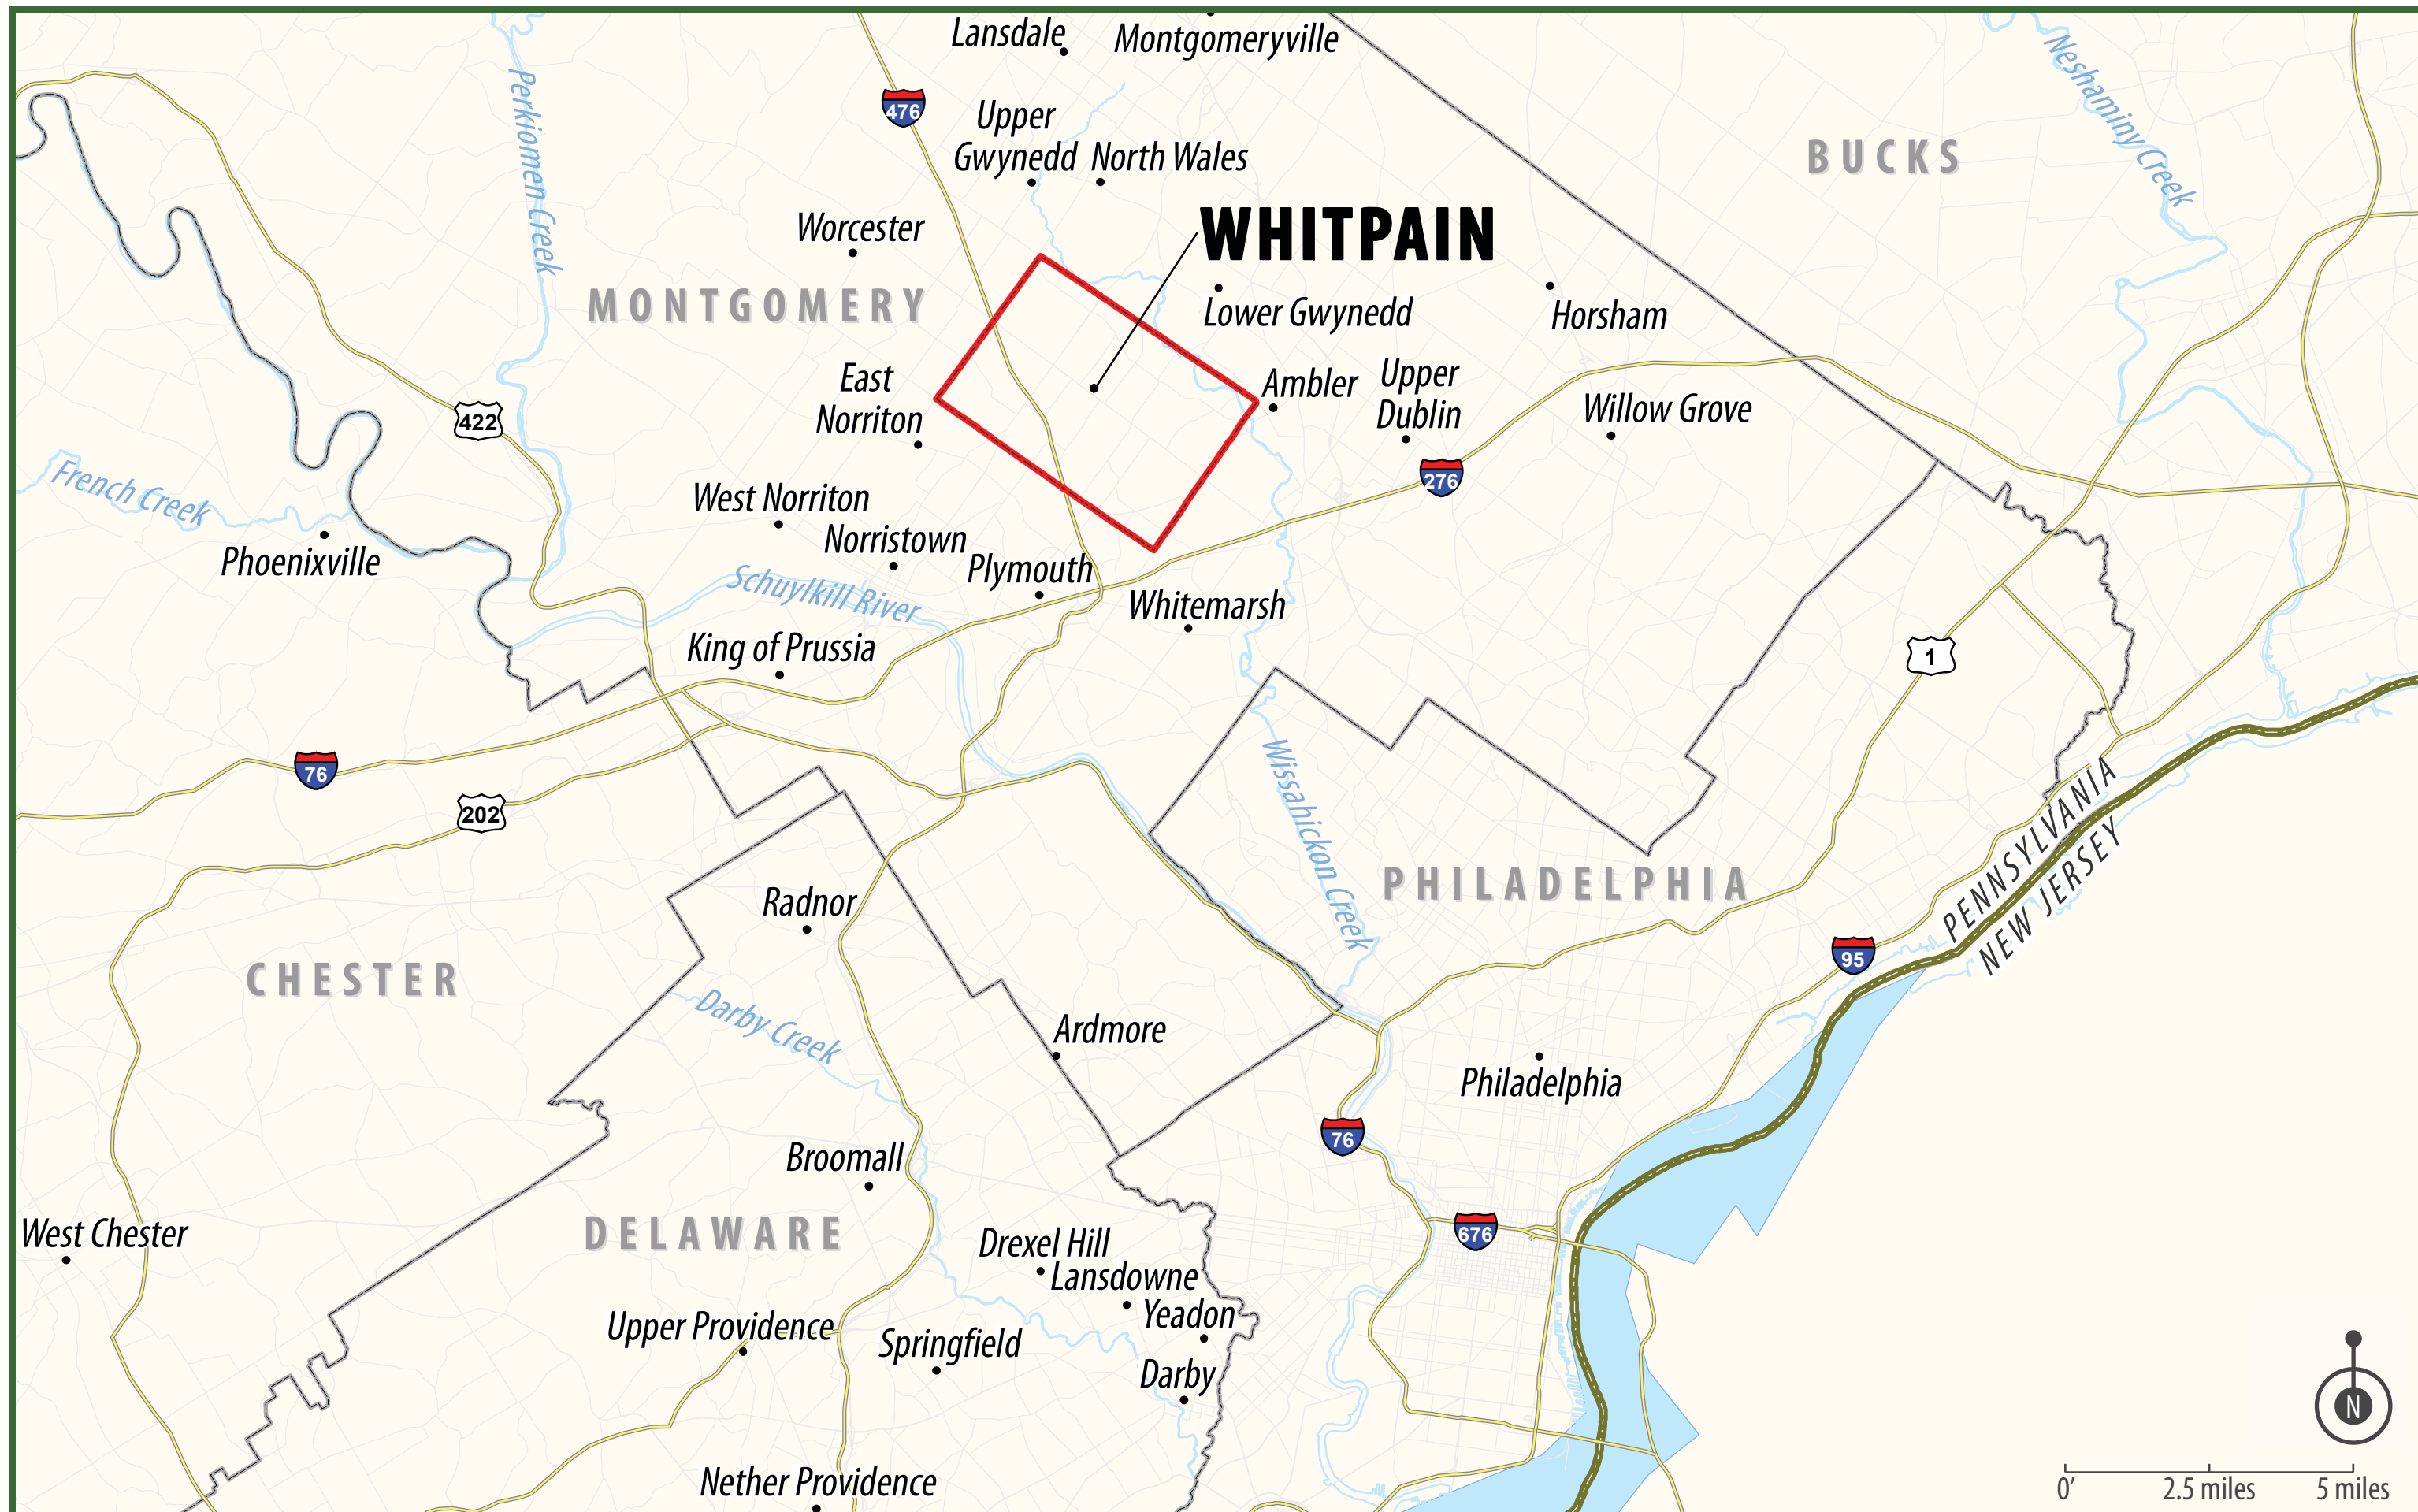 Lansdale
Montgomeryville
Neshaminy Creek
Perkiomen Creek
476
Upper
Gwynedd
North Wales
BUCKS
Worcester
WHITPAIN
MONTGOMERY
Lower Gwynedd
Horsham
East
Norriton
Ambler
Upper
Dublin
Willow Grove
422
276
French Creek
West Norriton
Norristown
Phoenixville
Plymouth
Schuylkill River
Whitemarsh
King of Prussia
1
76
202
Wissahickon Creek
PENNSYLVANIA
NEW JERSEY
PHILADELPHIA
Radnor
95
CHESTER
Darby Creek
Ardmore
Philadelphia
76
Broomall
West Chester
DELAWARE
676
Drexel Hill
Lansdowne
Yeadon
Upper Providence
Springfield
Darby
N
Nether Providence
0’ 2.5 miles 5 miles